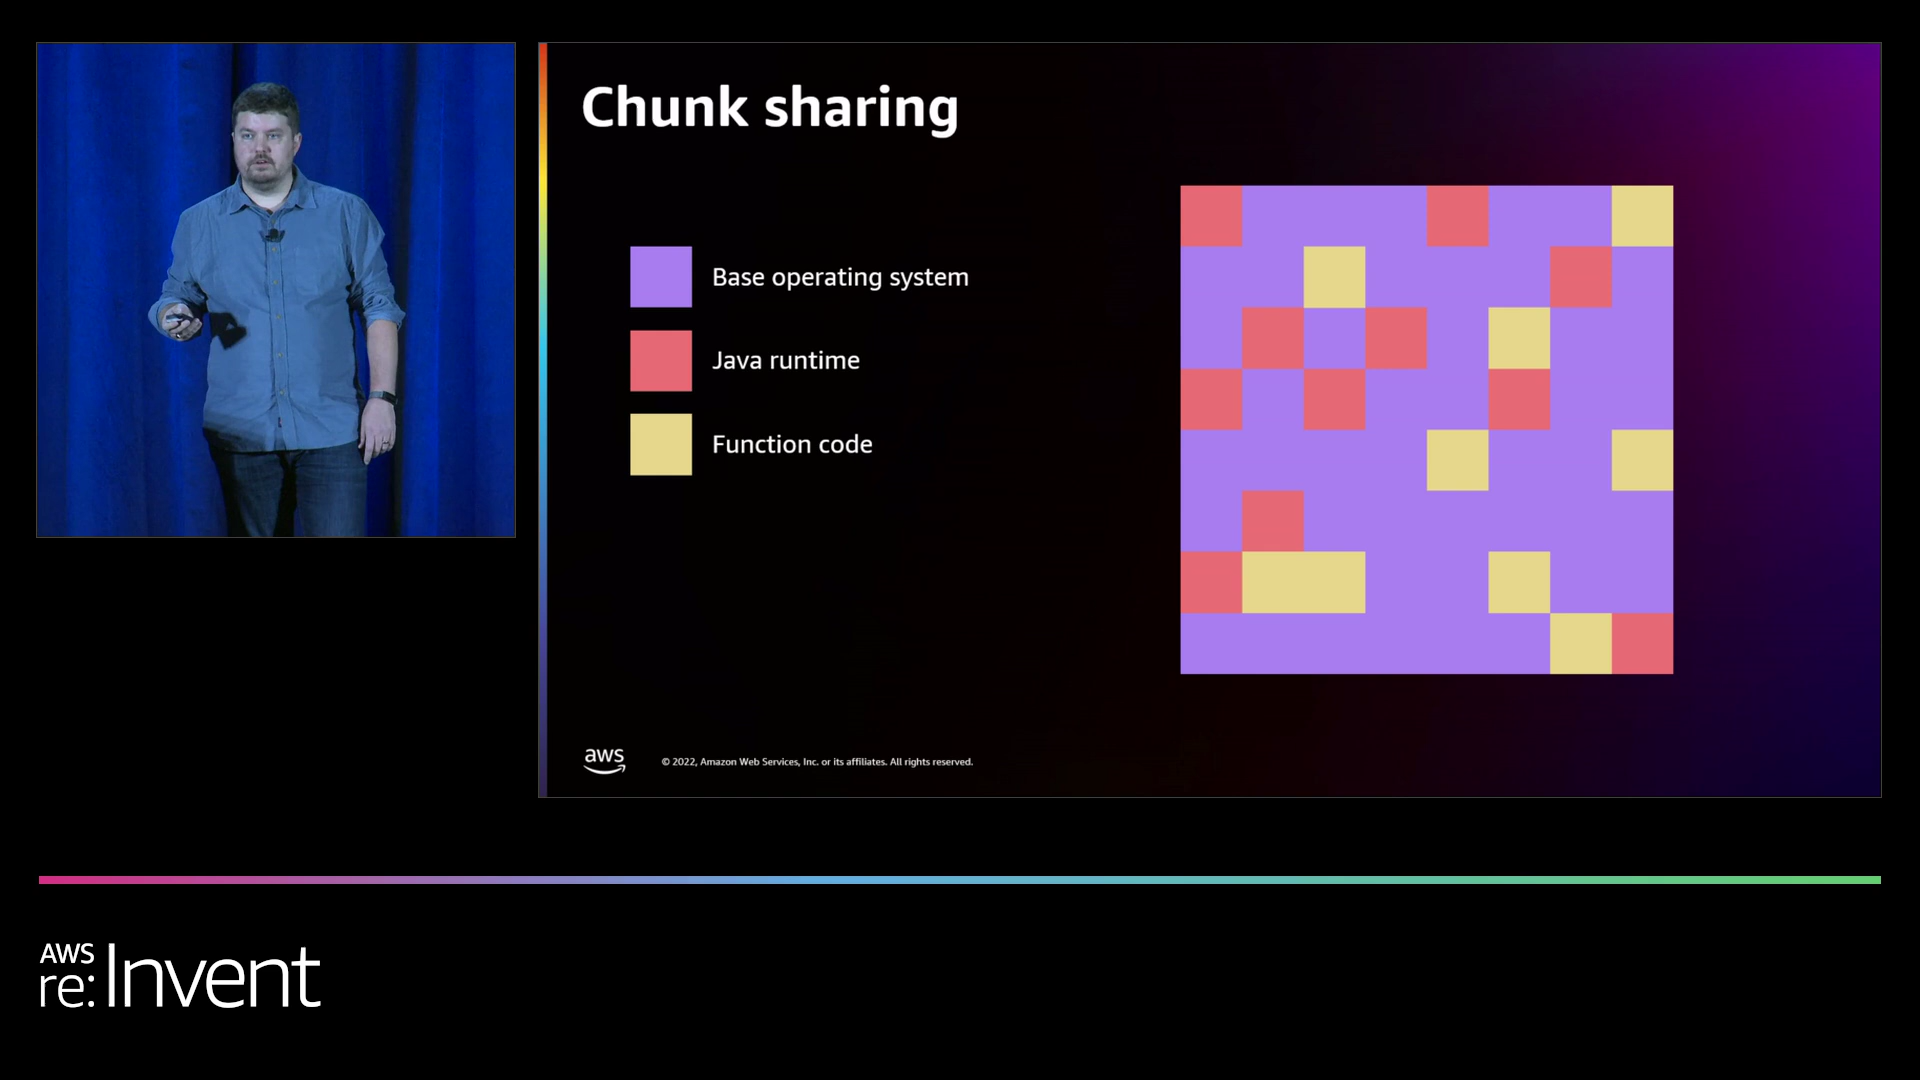 Chunk sharing
Base operating system
Java runtime
Function code
aws
© 2022, Amazon Web Services, Inc. or its affiliates. All rights reserved.
AWS
re:Invent